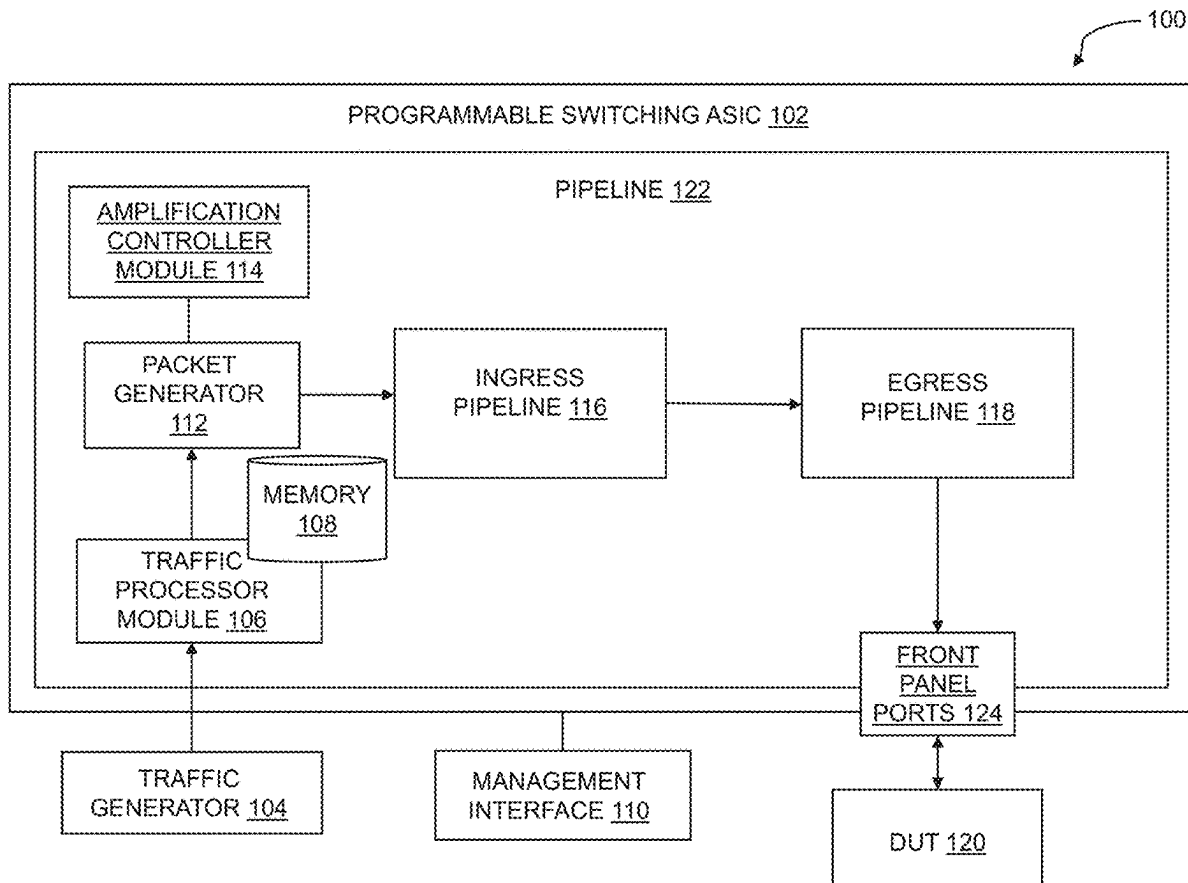 100
PROGRAMMABLE SWITCHING ASIC 102
PIPELINE 122
AMPLIFICATION
CONTROLLER
MODULE 114
PACKET
GENERATOR
112
INGRESS
PIPELINE 116
EGRESS
PIPELINE 118
MEMORY
108
TRAFFIC
PROCESSOR
MODULE 106
FRONT
PANEL
PORTS 124
TRAFFIC
GENERATOR 104
MANAGEMENT
INTERFACE 110
DUT 120